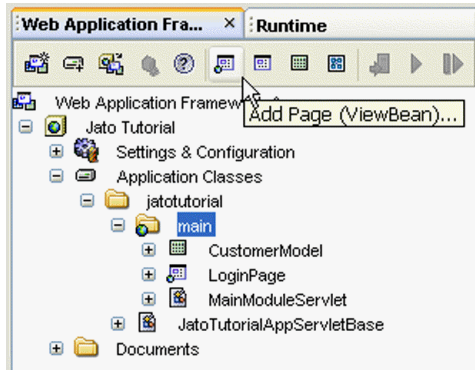 Web Application Fra... × Runtime
Add Page (ViewBean)...
Web Application Framew
Jato Tutorial
Settings & Configuration
Application Classes
jatotutorial
main
CustomerModel
LoginPage
MainModuleServlet
JatoTutorialAppServletBase
Documents